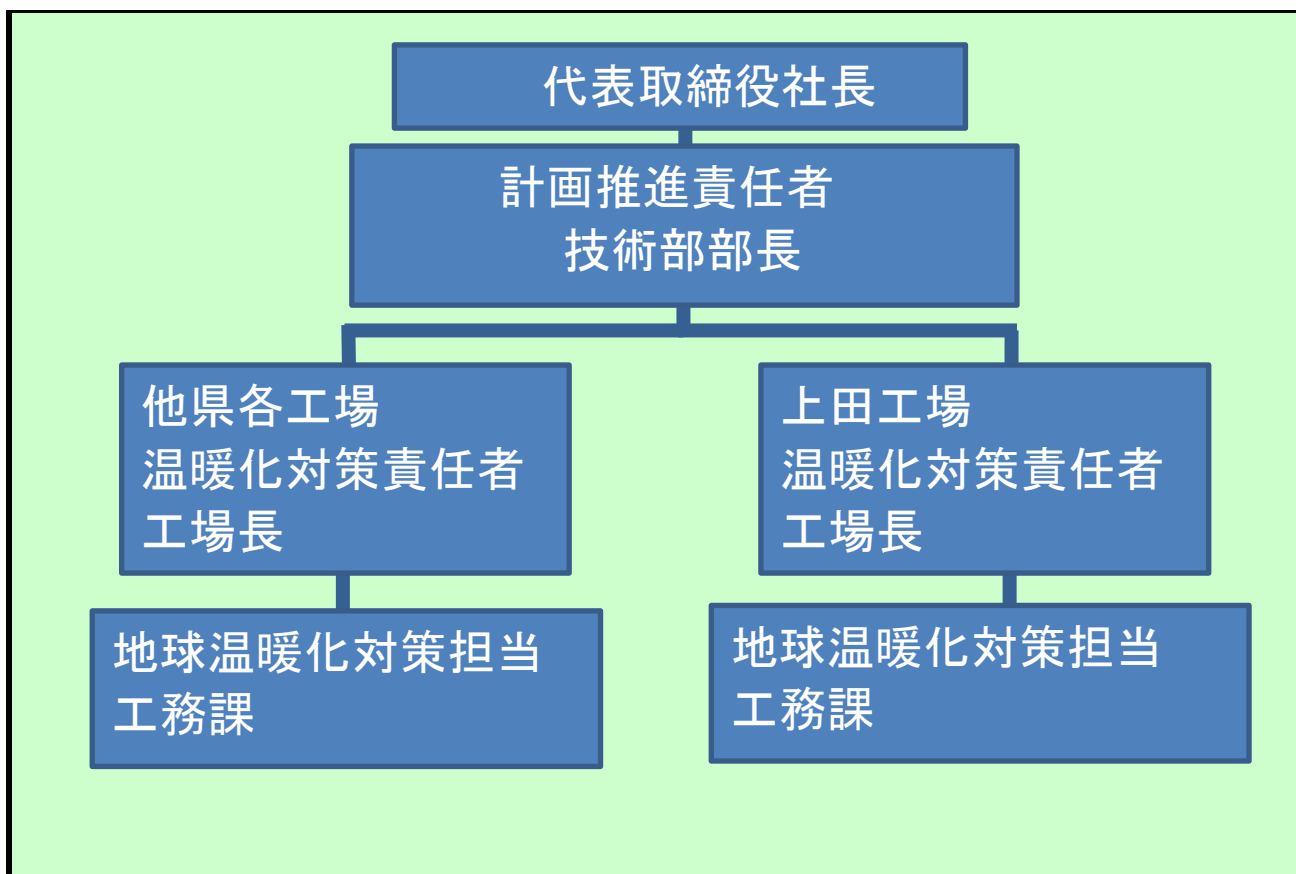 代表取締役社長
計画推進責任者
技術部部長
他県各工場
温暖化対策責任者
工場長
地球温暖化対策担当
工務課
上田工場
温暖化対策責任者
工場長
地球温暖化対策担当
工務課